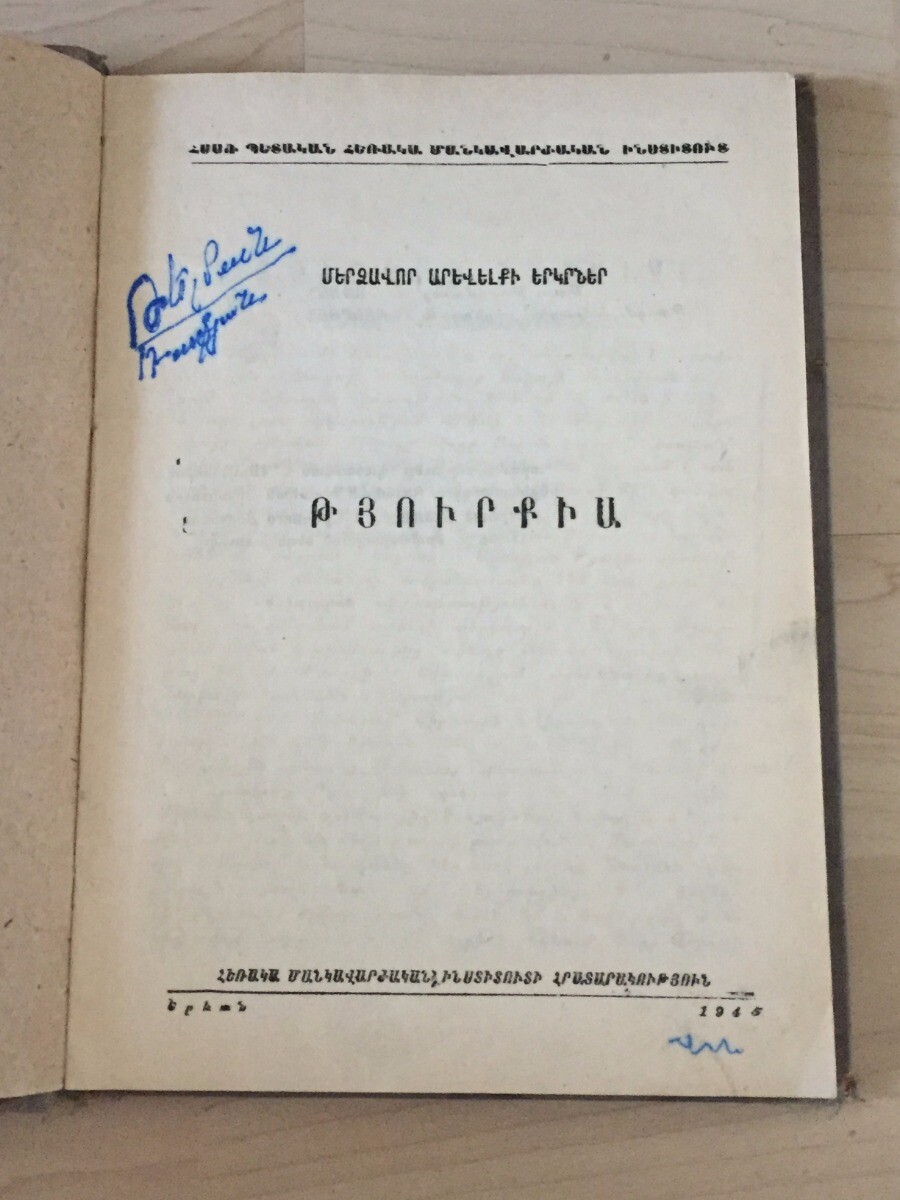 ՀՍՍՌ ՊԵՏԱԿԱՆ ՀԵՌԱԿԱ ՄԱՆԿԱՎԱՐԺԱԿԱՆ ԻՆՍՏԻՏՈՒՏ
ՄԵՐՁԱՎՈՐ ԱՐԵՎԵԼՔԻ ԵՐԿՐՆԵՐ
ԹՅՈՒՐՔԻԱ
ՀԵՌԱԿԱ ՄԱՆԿԱՎԱՐԺԱԿԱՆ ԻՆՍՏԻՏՈՒՏԻ ՀՐԱՏԱՐԱԿՈՒԹՅՈՒՆ
Երևան 1945